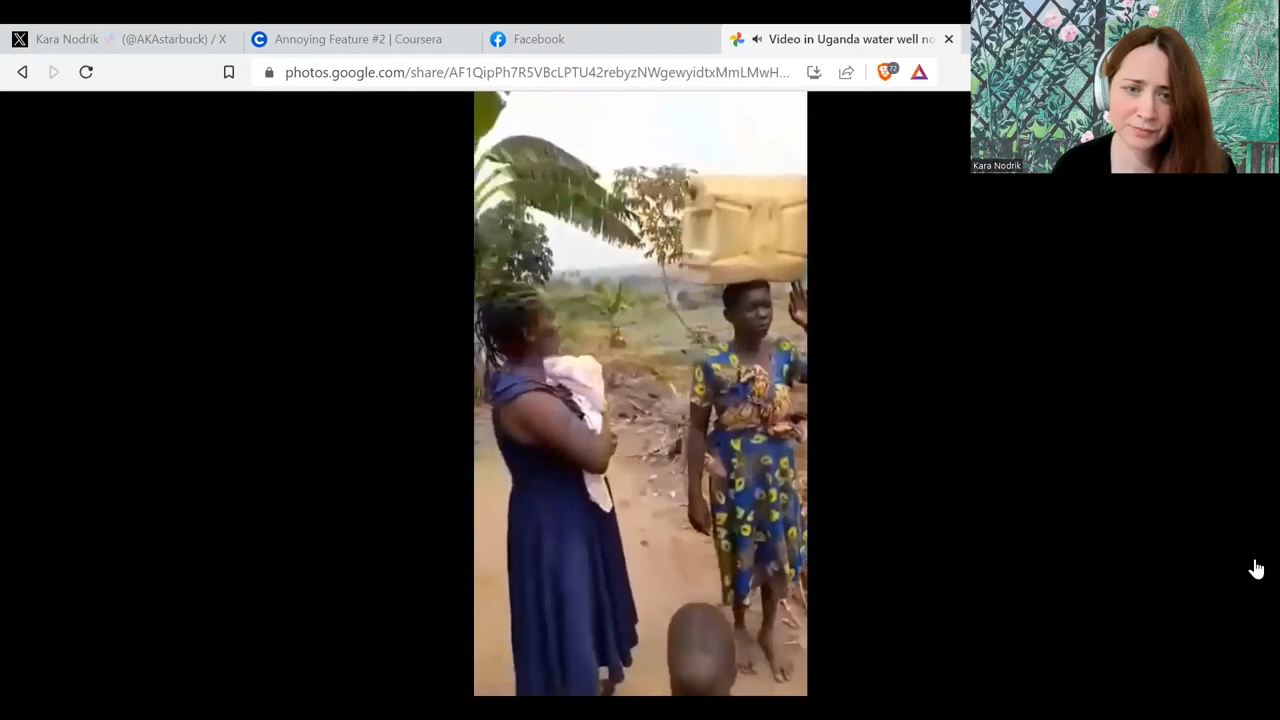 Kara Nodrik (@AKAstarbuck) / X
Annoying Feature #2 | Coursera
Facebook
Video in Uganda water well no
photos.google.com/share/AF1QipPh7R5VBcLPTU42rebyzNWgewyidtxMmLMwH...
72
Kara Nodrik